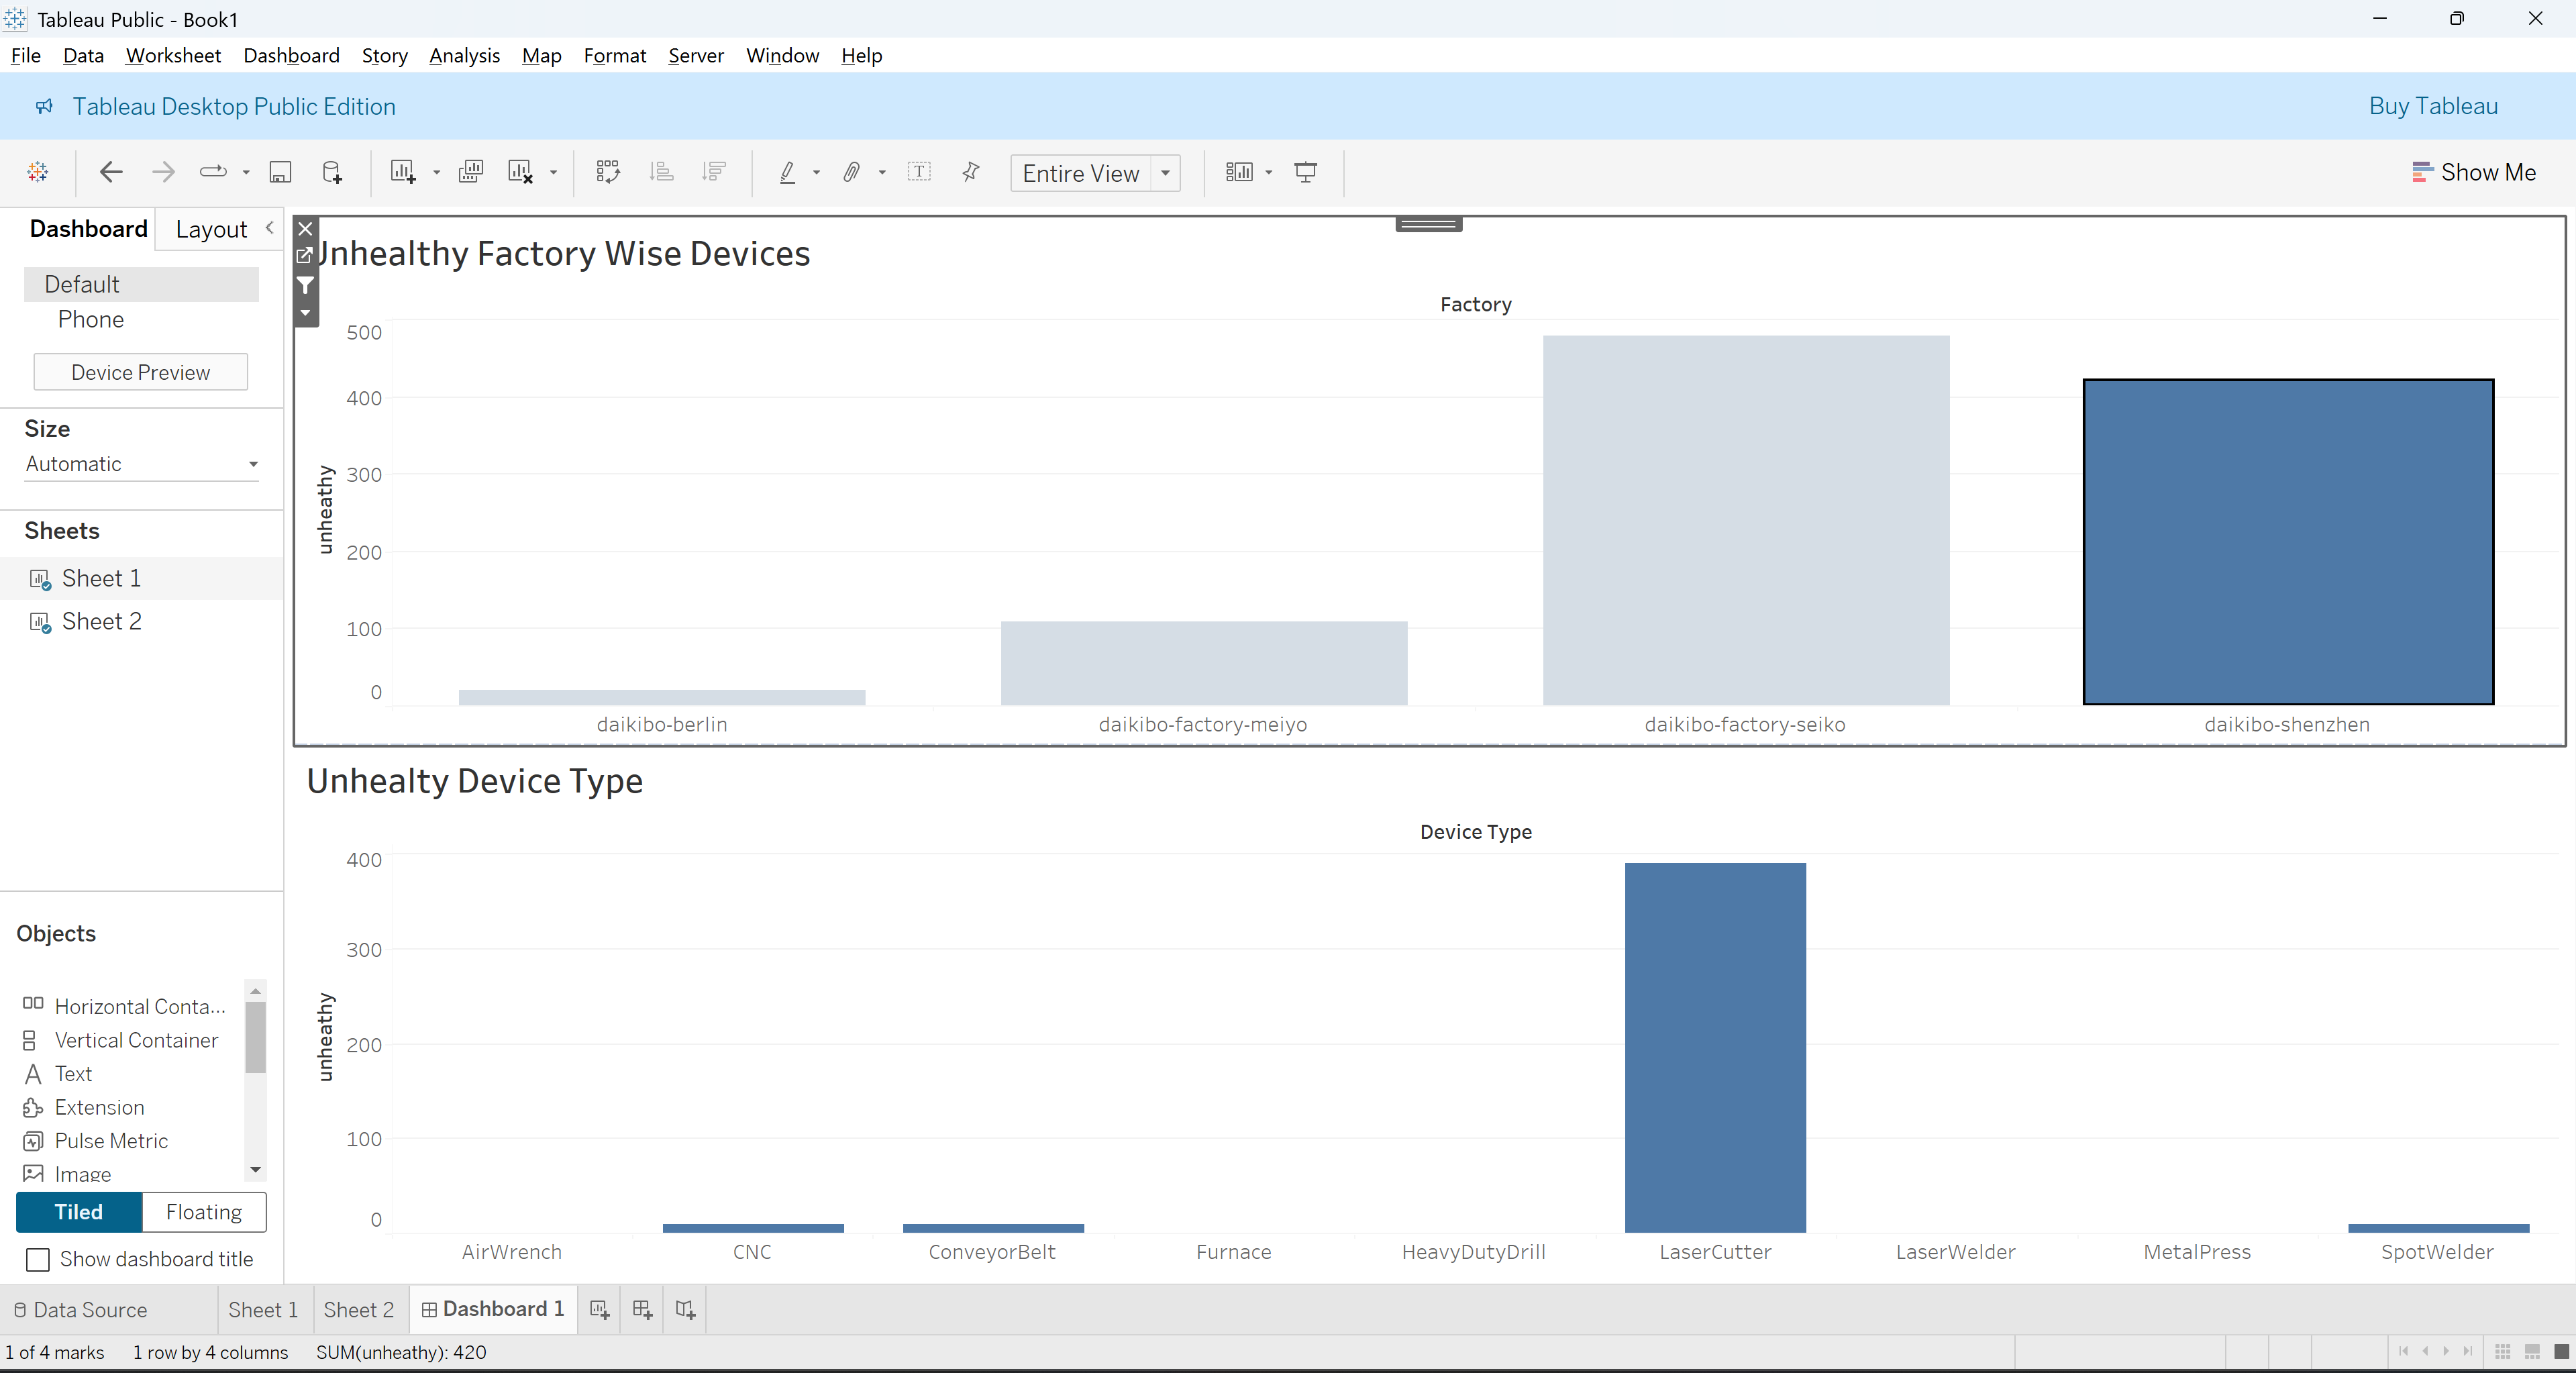 Tableau Public - Book1
File Data Worksheet Dashboard Story Analysis Map Format Server Window Help
Tableau Desktop Public Edition
Buy Tableau
Entire View
Show Me
Dashboard
Layout
Default
Phone
Device Preview
Size
Automatic
Sheets
Sheet 1
Sheet 2
Objects
Horizontal Conta...
Vertical Container
Text
Extension
Pulse Metric
Image
Tiled
Floating
Show dashboard title
Unhealthy Factory Wise Devices
Factory
unheathy
500
400
300
200
100
0
daikibo-berlin
daikibo-factory-meiyo
daikibo-factory-seiko
daikibo-shenzhen
Unhealty Device Type
Device Type
unheathy
400
300
200
100
0
AirWrench
CNC
ConveyorBelt
Furnace
HeavyDutyDrill
LaserCutter
LaserWelder
MetalPress
SpotWelder
Data Source
Sheet 1
Sheet 2
Dashboard 1
1 of 4 marks
1 row by 4 columns
SUM(unheathy): 420